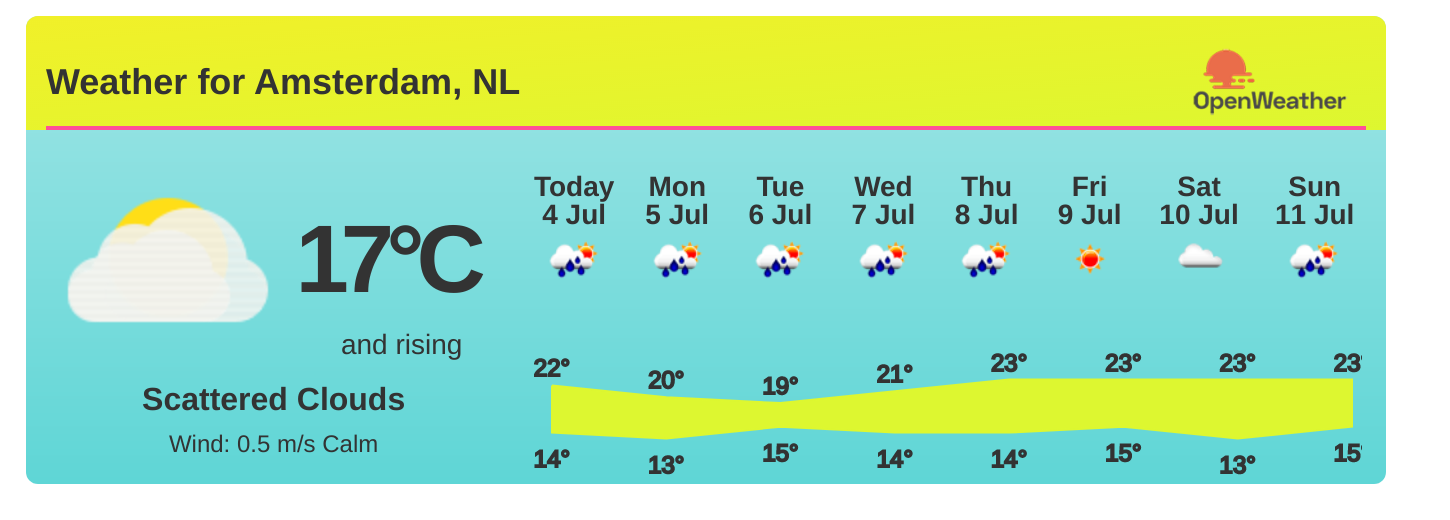 Weather for Amsterdam, NL
OpenWeather
17°C
and rising
Scattered Clouds
Wind: 0.5 m/s Calm
Today Mon Tue Wed Thu Fri Sat Sun
4 Jul 5 Jul 6 Jul 7 Jul 8 Jul 9 Jul 10 Jul 11 Jul
22° 20° 19° 21° 23° 23° 23° 23°
14° 13° 15° 14° 14° 15° 13° 15°